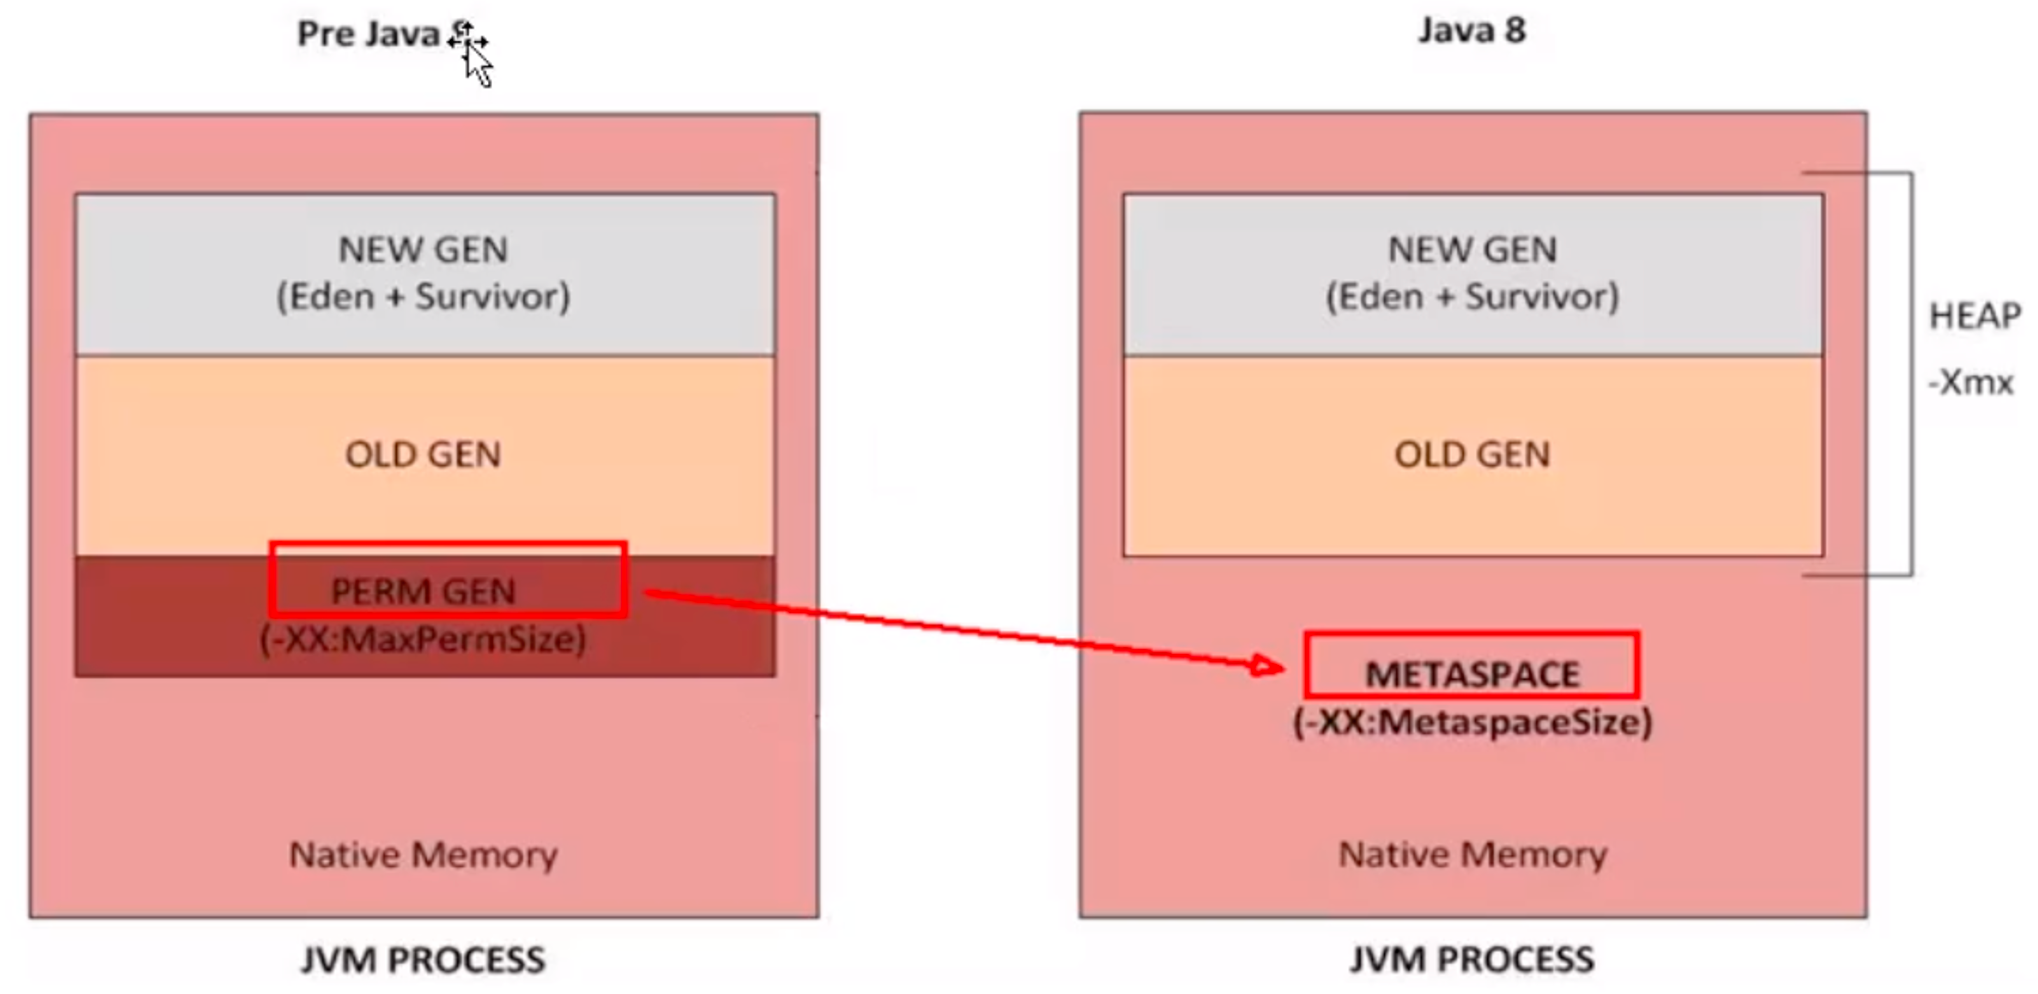 Pre Java
Java 8
NEW GEN
(Eden + Survivor)
OLD GEN
PERM GEN
(-XX:MaxPermSize)
Native Memory
JVM PROCESS
NEW GEN
(Eden + Survivor)
OLD GEN
HEAP
-Xmx
METASPACE
(-XX:MetaspaceSize)
Native Memory
JVM PROCESS